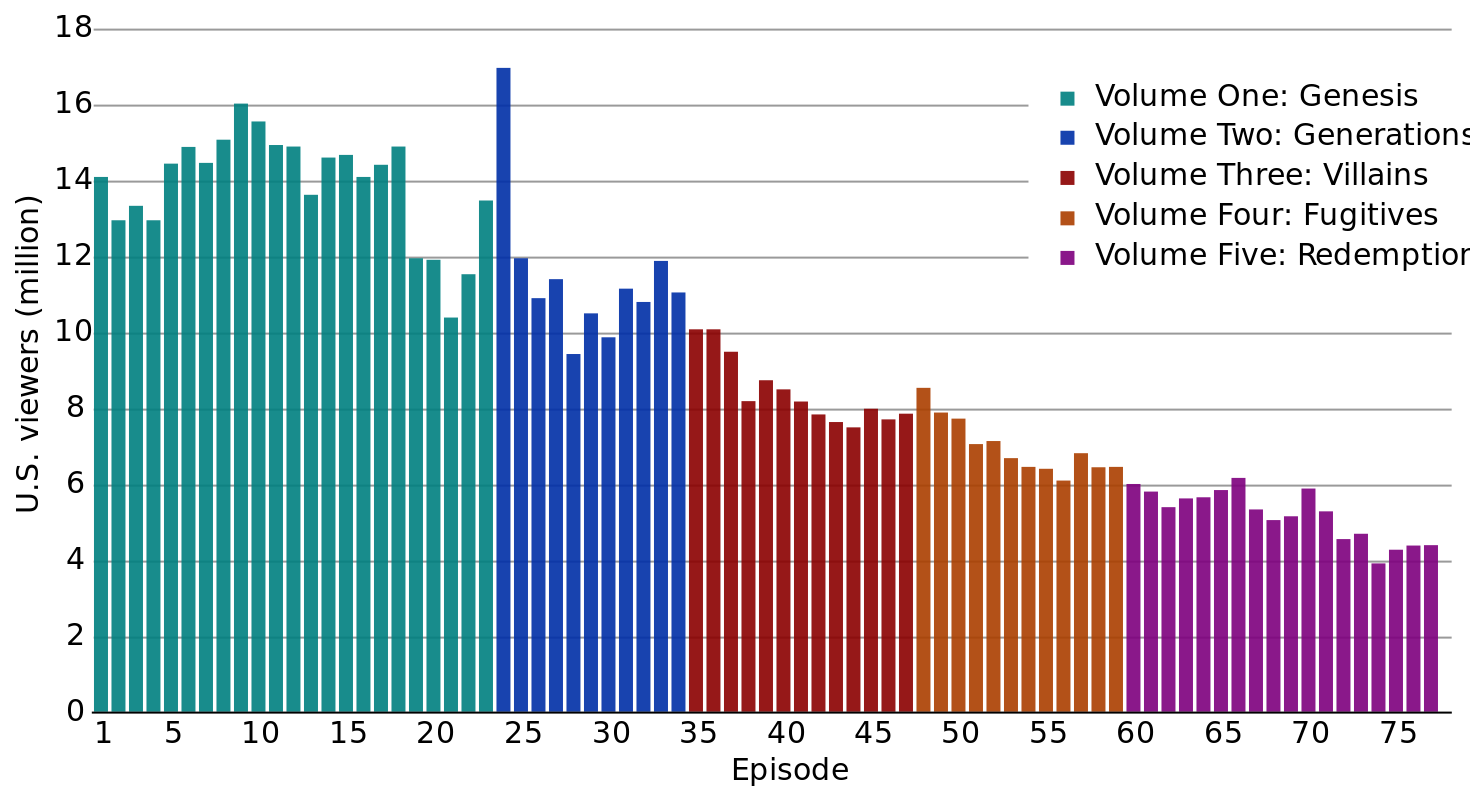 18
16
14
12
10
8
6
4
2
0
U.S. viewers (million)
Volume One: Genesis
Volume Two: Generations
Volume Three: Villains
Volume Four: Fugitives
Volume Five: Redemption
1 5 10 15 20 25 30 35 40 45 50 55 60 65 70 75
Episode